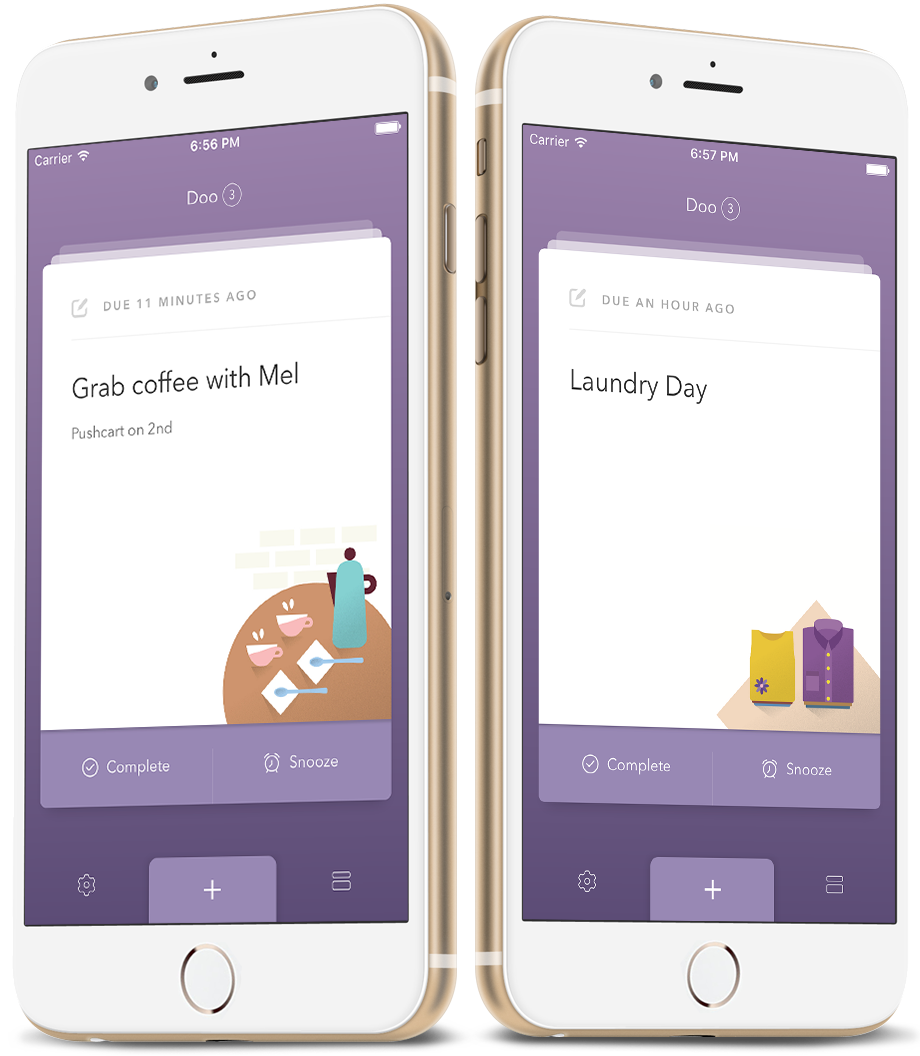 Carrier 6:56 PM
Doo 3
DUE 11 MINUTES AGO
Grab coffee with Mel
Pushcart on 2nd
Complete Snooze
+
Carrier 6:57 PM
Doo 3
DUE AN HOUR AGO
Laundry Day
Complete Snooze
+